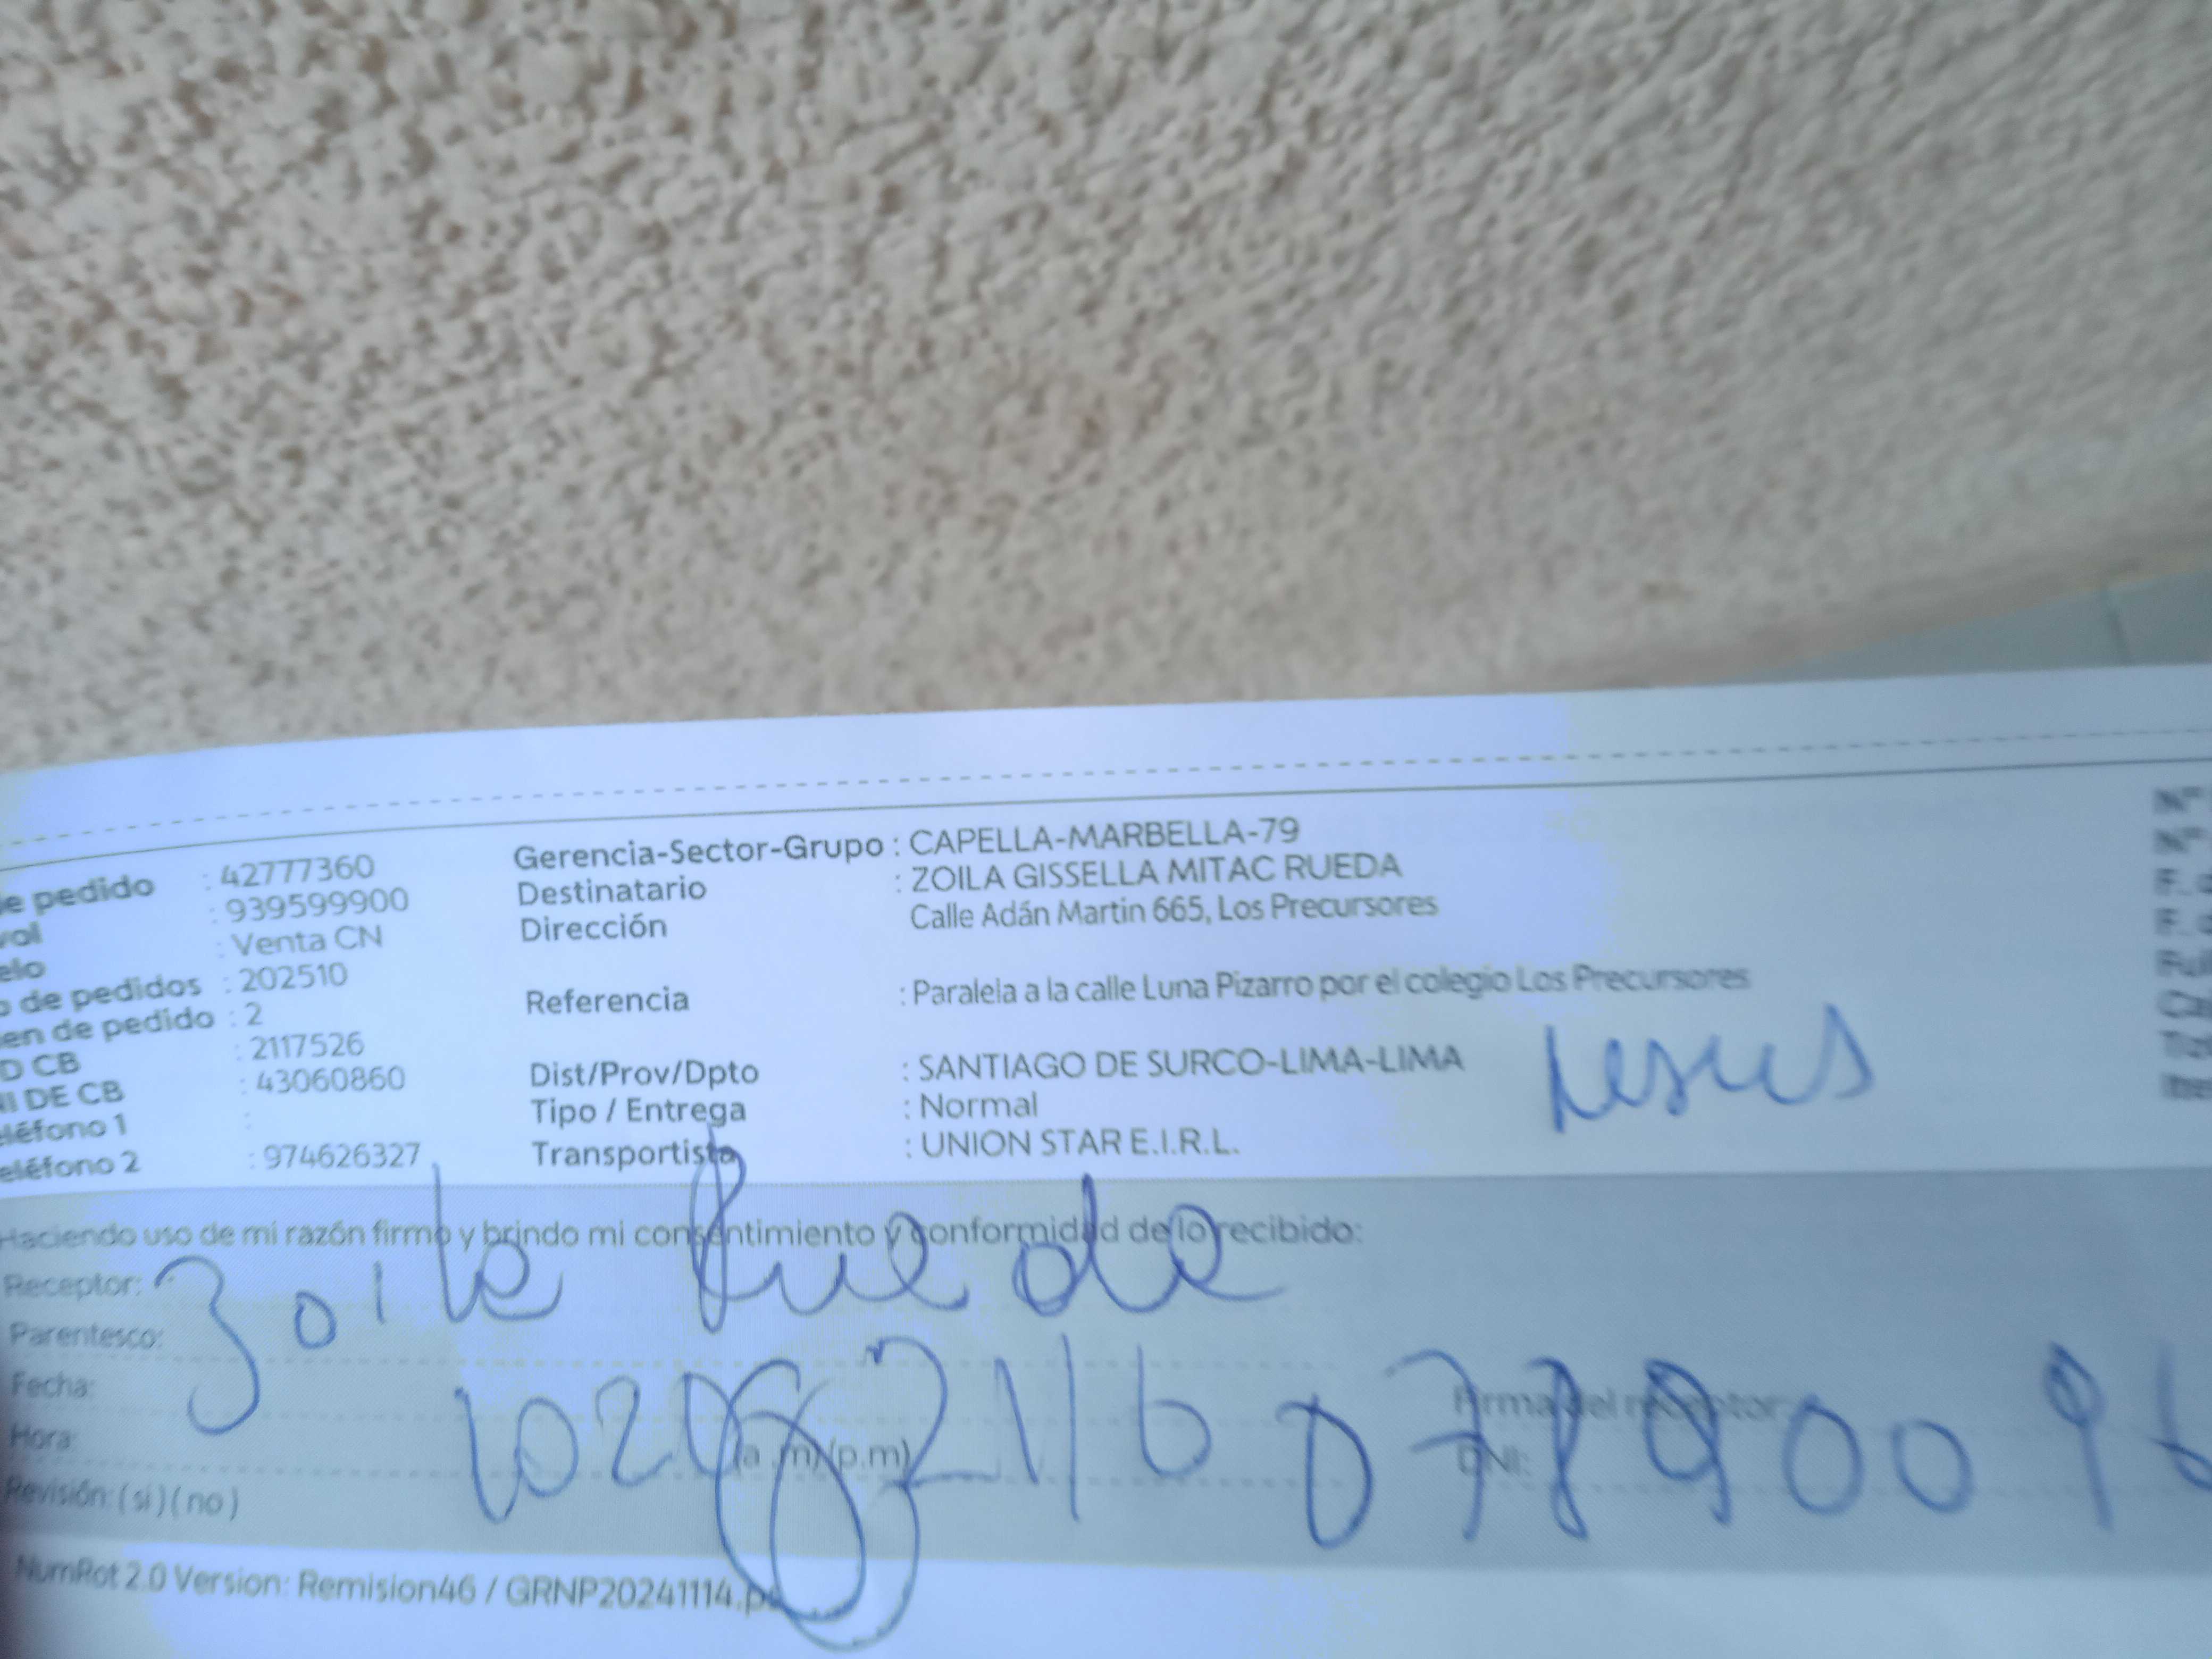 de pedido : 42777360
: 939599900
: Venta CN
de pedidos : 202510
en de pedido : 2
D CB : 2117526
NI DE CB : 43060860
eléfono 1 :
eléfono 2 : 974626327
Gerencia-Sector-Grupo : CAPELLA-MARBELLA-79
Destinatario : ZOILA GISSELLA MITAC RUEDA
Dirección Calle Adán Martin 665, Los Precursores
Referencia : Paralela a la calle Luna Pizarro por el colegio Los Precursores
Dist/Prov/Dpto : SANTIAGO DE SURCO-LIMA-LIMA
Tipo / Entrega : Normal
Transportista : UNION STAR E.I.R.L.
N°
N°
F. d
F. d
Haciendo uso de mi razón firmo y brindo mi consentimiento y conformidad de lo recibido:
Receptor: Zoila Rueda
Parentesco:
Fecha:
Hora: (a.m) (p.m)
Revisión: ( si ) ( no )
Firma del receptor:
DNI:
NumRot 2.0 Version: Remision46 / GRNP20241114.p